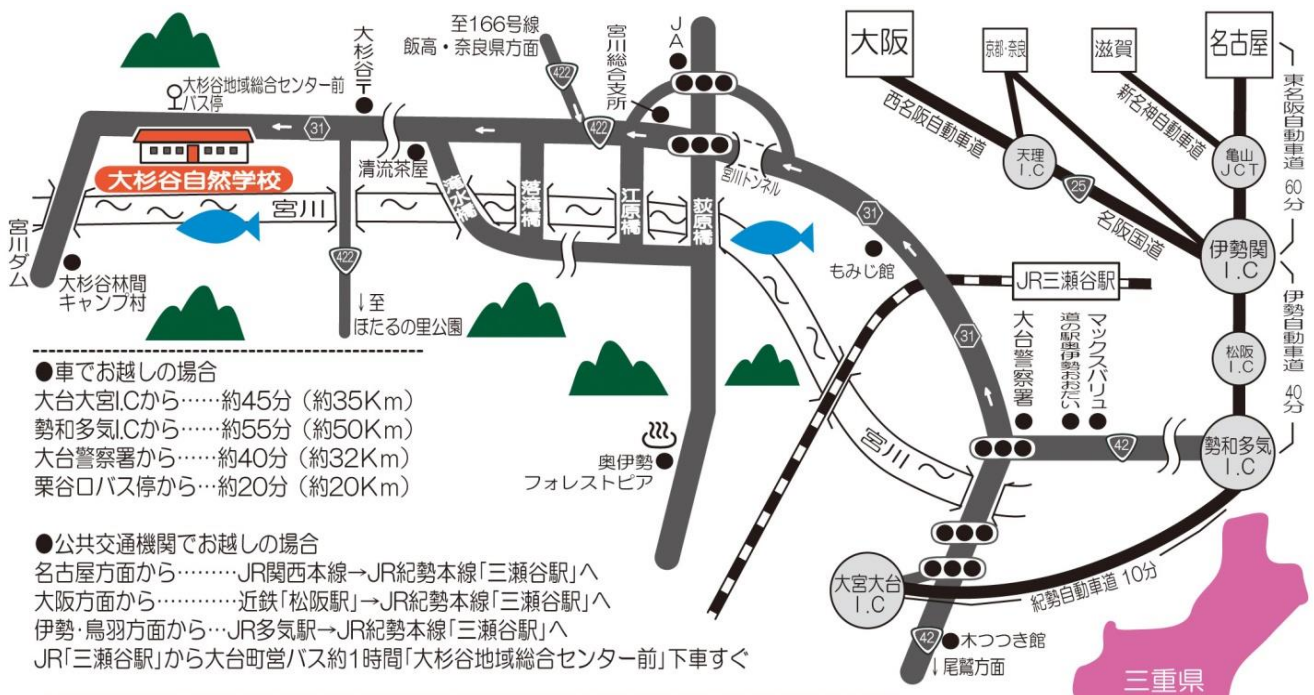 至166号線
飯高・奈良県方面
422
JA
宮川総合支所
大杉谷〒
大杉谷地域総合センター前
バス停
31
422
清流茶屋
大杉谷自然学校
宮川
滝水橋
落滝橋
江原橋
荻原橋
宮川トンネル
宮川ダム
大杉谷林間
キャンプ村
422
↓至
ほたるの里公園
31
もみじ館
JR三瀬谷駅
31
大台警察署
道の駅奥伊勢おおだい
マックスバリュ
42
宮川
奥伊勢
フォレストピア
大阪
京都・奈良
滋賀
名古屋
西名阪自動車道
新名神自動車道
東名阪自動車道 60分
天理
I.C
亀山
JCT
25
名阪国道
伊勢関
I.C
伊勢自動車道 40分
松阪
I.C
勢和多気
I.C
大宮大台
I.C
紀勢自動車道 10分
42
木つつき館
↓尾鷲方面
三重県
●車でお越しの場合
大台大宮I.Cから……約45分（約35Km）
勢和多気I.Cから……約55分（約50Km）
大台警察署から……約40分（約32Km）
栗谷口バス停から…約20分（約20Km）
●公共交通機関でお越しの場合
名古屋方面から………JR関西本線→JR紀勢本線「三瀬谷駅」へ
大阪方面から…………近鉄「松阪駅」→JR紀勢本線「三瀬谷駅」へ
伊勢・鳥羽方面から…JR多気駅→JR紀勢本線「三瀬谷駅」へ
JR「三瀬谷駅」から大台町営バス約1時間「大杉谷地域総合センター前」下車すぐ